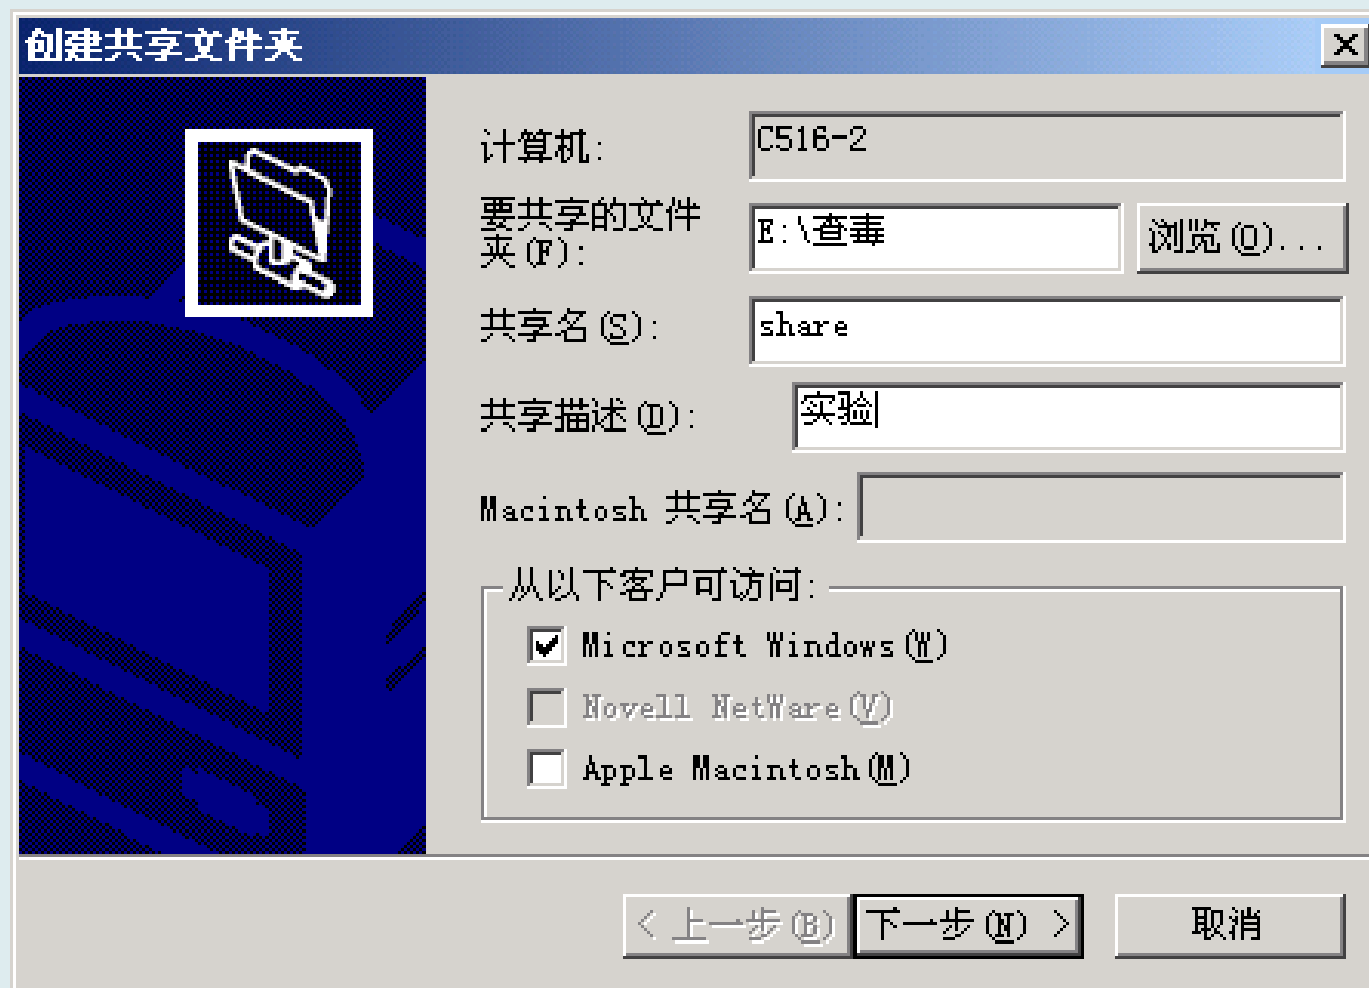 创建共享文件夹
计算机:
C516-2
要共享的文件
夹(F):
E:\查毒
浏览(O)...
共享名(S):
share
共享描述(D):
实验
Macintosh 共享名(A):
从以下客户可访问:
Microsoft Windows(W)
Novell NetWare(V)
Apple Macintosh(M)
< 上一步(B)
下一步(N) >
取消